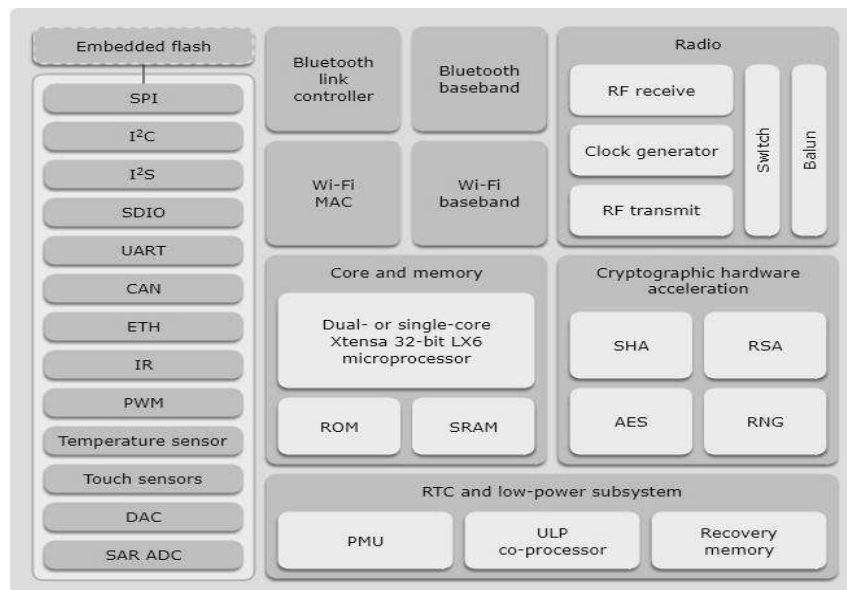 Embedded flash
SPI
I²C
I²S
SDIO
UART
CAN
ETH
IR
PWM
Temperature sensor
Touch sensors
DAC
SAR ADC
Bluetooth
link
controller
Bluetooth
baseband
Wi-Fi
MAC
Wi-Fi
baseband
Radio
RF receive
Clock generator
RF transmit
Switch
Balun
Core and memory
Dual- or single-core
Xtensa 32-bit LX6
microprocessor
ROM
SRAM
Cryptographic hardware
acceleration
SHA
RSA
AES
RNG
RTC and low-power subsystem
PMU
ULP
co-processor
Recovery
memory